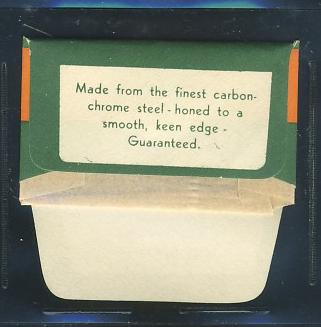 Made from the finest carbon-
chrome steel - honed to a
smooth, keen edge -
Guaranteed.